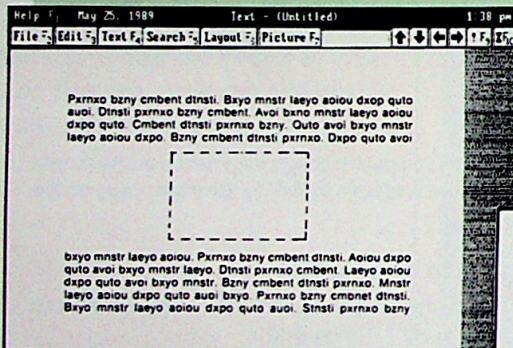 Help F1 May 25, 1989 Text - (Untitled) 1:38 pm
File F2 Edit F3 Text F4 Search F5 Layout F6 Picture F7 ! F9
Pxrnxo bzny cmbent dtnsti. Bxyo mnstr laeyo aoiou dxop quto
auoi. Dtnsti pxrnxo bzny cmbent. Avoi bxno mnstr laeyo aoiou
dxpo quto. Cmbent dtnsti pxrnxo bzny. Quto avoi bxyo mnstr
laeyo aoiou dxpo. Bzny cmbent dtnsti pxrnxo. Dxpo quto avoi
bxyo mnstr laeyo aoiou. Pxrnxo bzny cmbent dtnsti. Aoiou dxpo
quto avoi bxyo mnstr laeyo. Dtnsti pxrnxo cmbent. Laeyo aoiou
dxpo quto avox bxyo mnstr. Bzny cmbent dtnsti pxrnxo. Mnstr
laeyo aoiou dxpo quto auoi bxyo. Pxrnxo bzny cmbnet dtnsti.
Bxyo mnstr laeyo aoiou dxpo quto auoi. Stnsti pxrnxo bzny